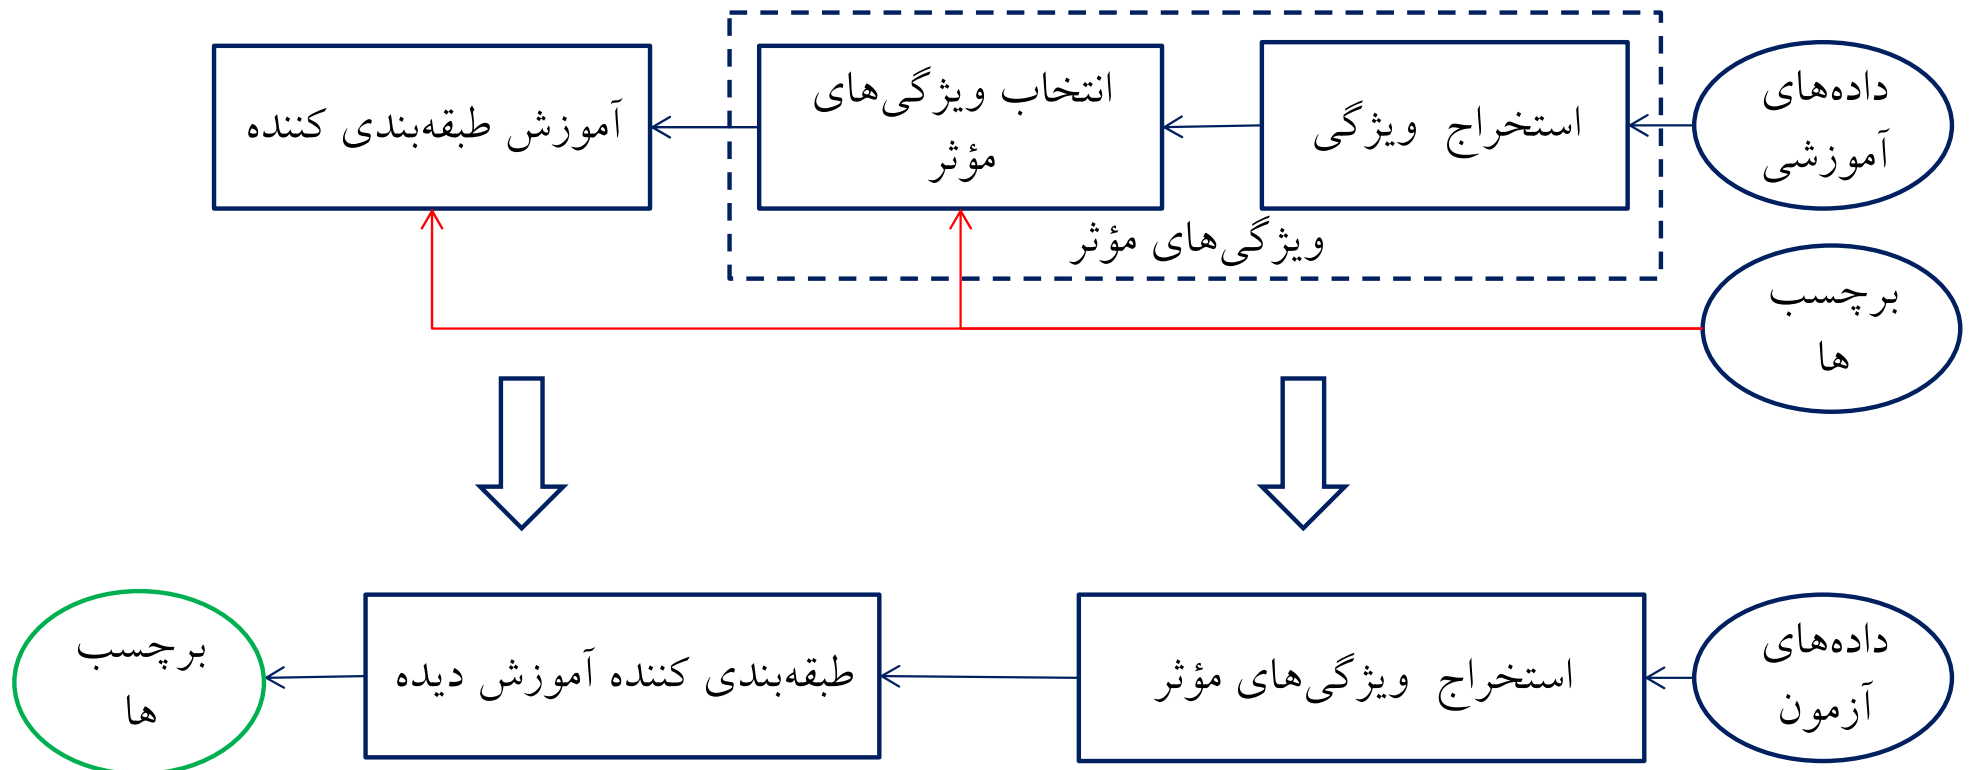 داده‌های
آموزشی
استخراج ویژگی
انتخاب ویژگی‌های
مؤثر
آموزش طبقه‌بندی کننده
ویژگی‌های مؤثر
برچسب
ها
داده‌های
آزمون
استخراج ویژگی‌های مؤثر
طبقه‌بندی کننده آموزش دیده
برچسب
ها